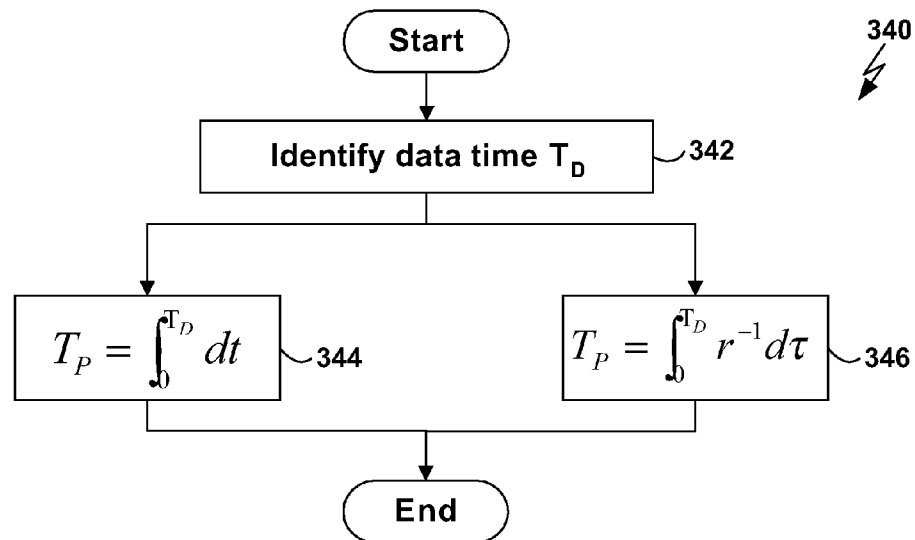 Start
340
Identify data time T_D
342
T_P = ∫_0^{T_D} dt
344
T_P = ∫_0^{T_D} r^{-1} dτ
346
End